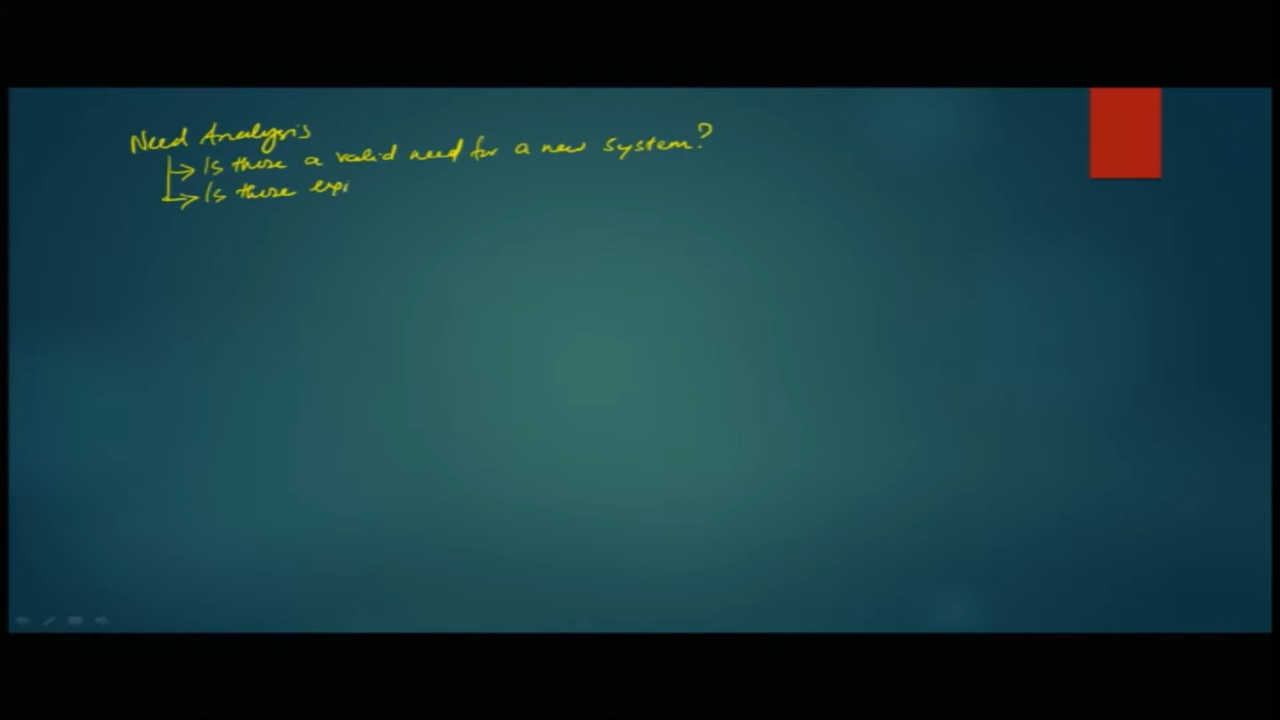 Need Analysis
Is there a valid need for a new system?
Is there